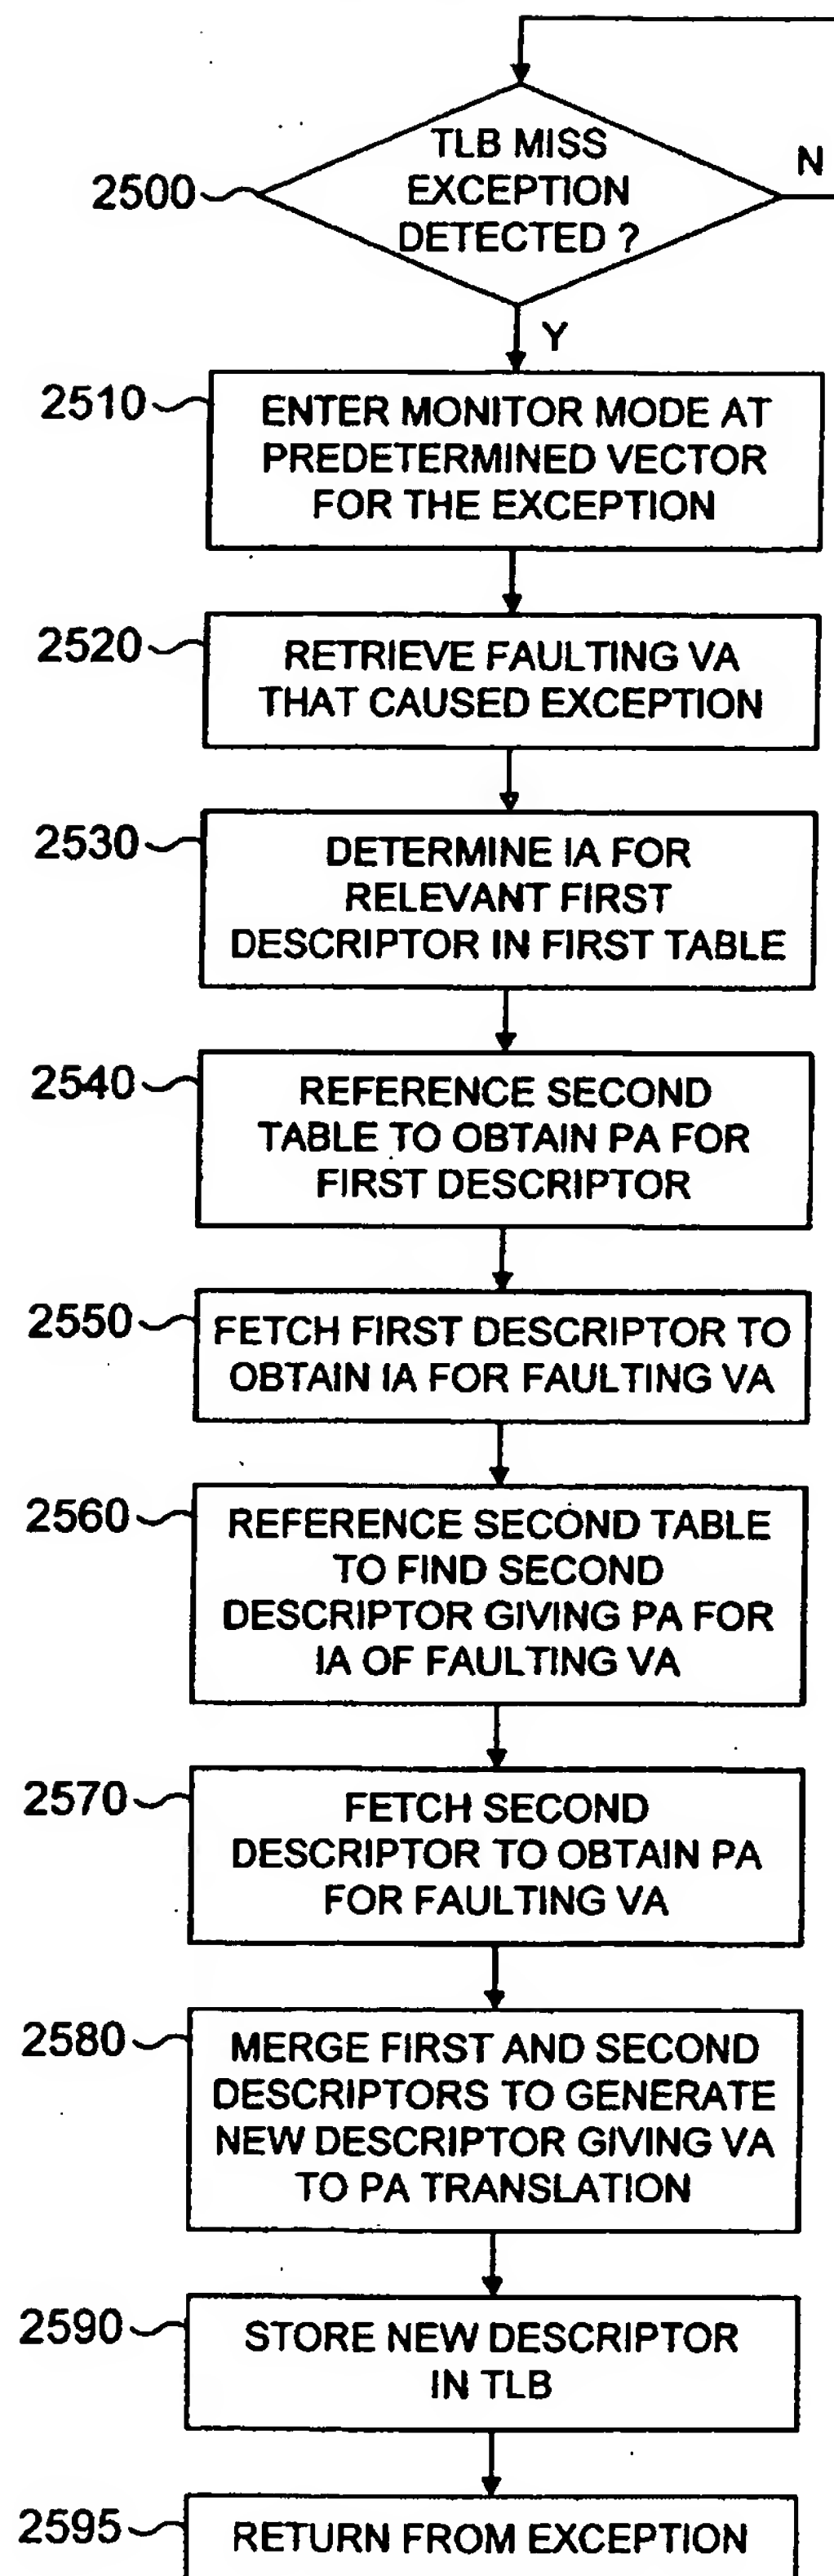 TLB MISS
EXCEPTION
DETECTED ?
2500
N
Y
2510
ENTER MONITOR MODE AT
PREDETERMINED VECTOR
FOR THE EXCEPTION
2520
RETRIEVE FAULTING VA
THAT CAUSED EXCEPTION
2530
DETERMINE IA FOR
RELEVANT FIRST
DESCRIPTOR IN FIRST TABLE
2540
REFERENCE SECOND
TABLE TO OBTAIN PA FOR
FIRST DESCRIPTOR
2550
FETCH FIRST DESCRIPTOR TO
OBTAIN IA FOR FAULTING VA
2560
REFERENCE SECOND TABLE
TO FIND SECOND
DESCRIPTOR GIVING PA FOR
IA OF FAULTING VA
2570
FETCH SECOND
DESCRIPTOR TO OBTAIN PA
FOR FAULTING VA
2580
MERGE FIRST AND SECOND
DESCRIPTORS TO GENERATE
NEW DESCRIPTOR GIVING VA
TO PA TRANSLATION
2590
STORE NEW DESCRIPTOR
IN TLB
2595
RETURN FROM EXCEPTION